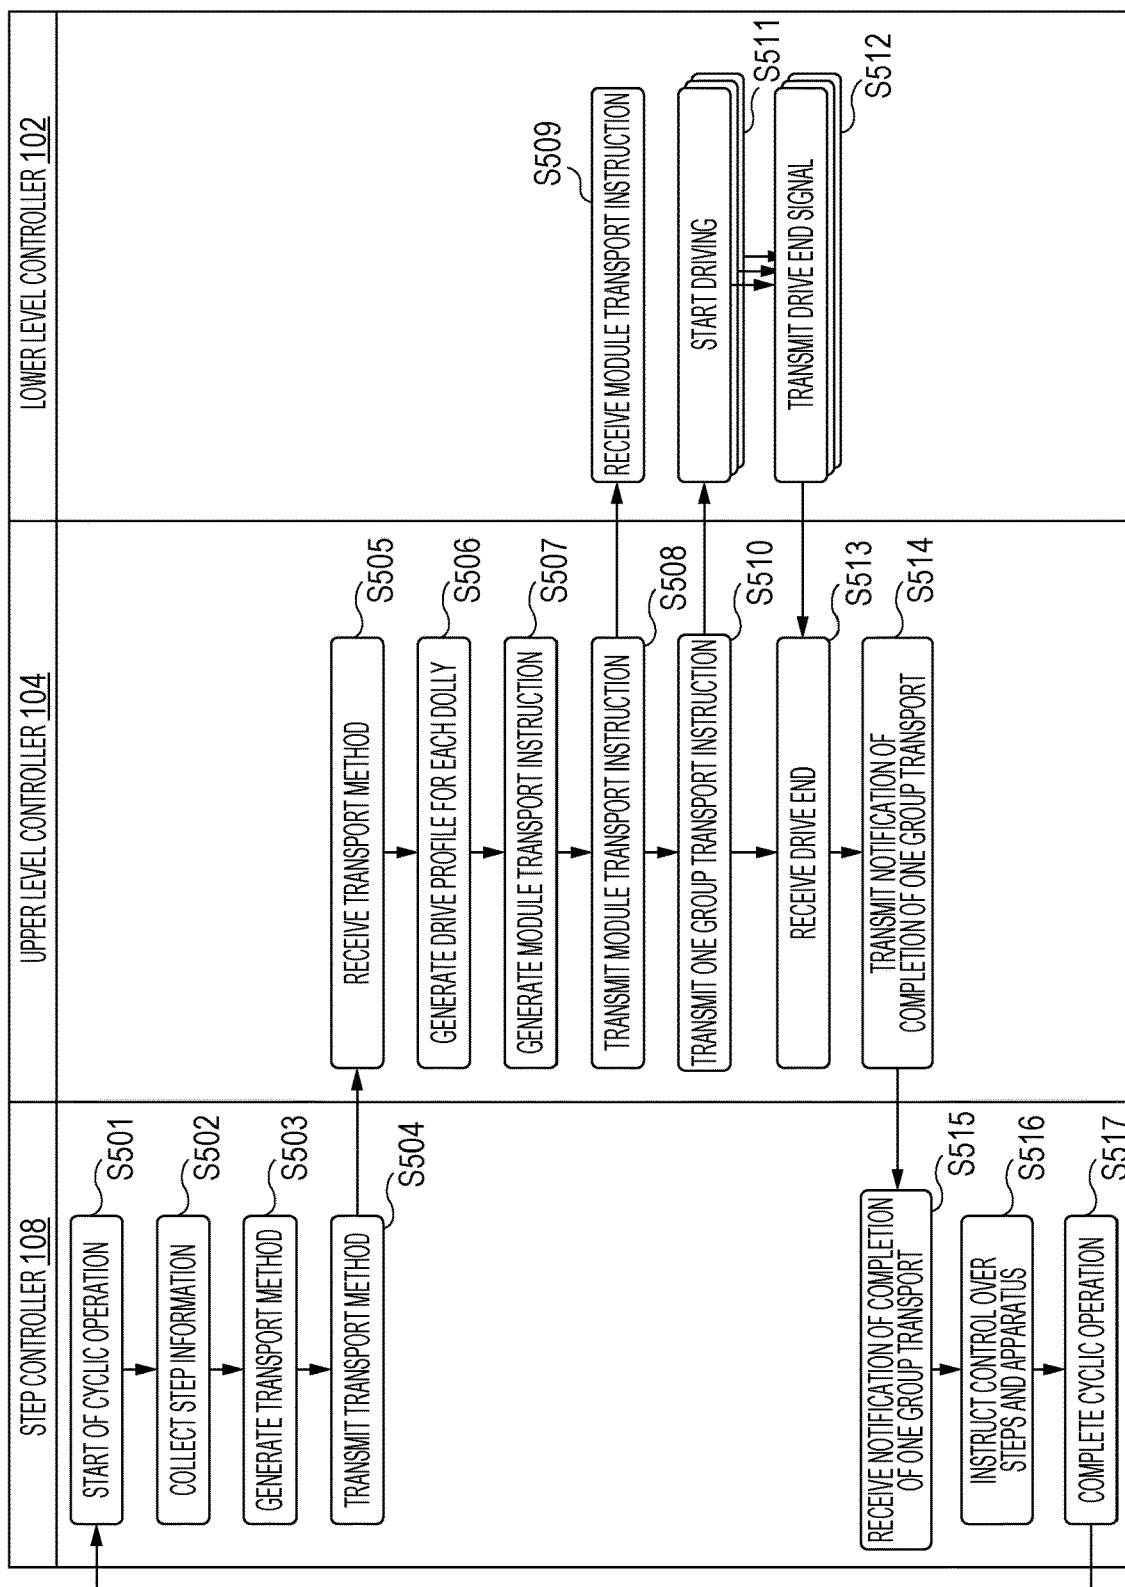 STEP CONTROLLER 108
UPPER LEVEL CONTROLLER 104
LOWER LEVEL CONTROLLER 102
START OF CYCLIC OPERATION
S501
COLLECT STEP INFORMATION
S502
GENERATE TRANSPORT METHOD
S503
TRANSMIT TRANSPORT METHOD
S504
RECEIVE TRANSPORT METHOD
S505
GENERATE DRIVE PROFILE FOR EACH DOLLY
S506
GENERATE MODULE TRANSPORT INSTRUCTION
S507
TRANSMIT MODULE TRANSPORT INSTRUCTION
S508
RECEIVE MODULE TRANSPORT INSTRUCTION
S509
TRANSMIT ONE GROUP TRANSPORT INSTRUCTION
S510
START DRIVING
S511
TRANSMIT DRIVE END SIGNAL
S512
RECEIVE DRIVE END
S513
TRANSMIT NOTIFICATION OF
COMPLETION OF ONE GROUP TRANSPORT
S514
RECEIVE NOTIFICATION OF COMPLETION
OF ONE GROUP TRANSPORT
S515
INSTRUCT CONTROL OVER
STEPS AND APPARATUS
S516
COMPLETE CYCLIC OPERATION
S517